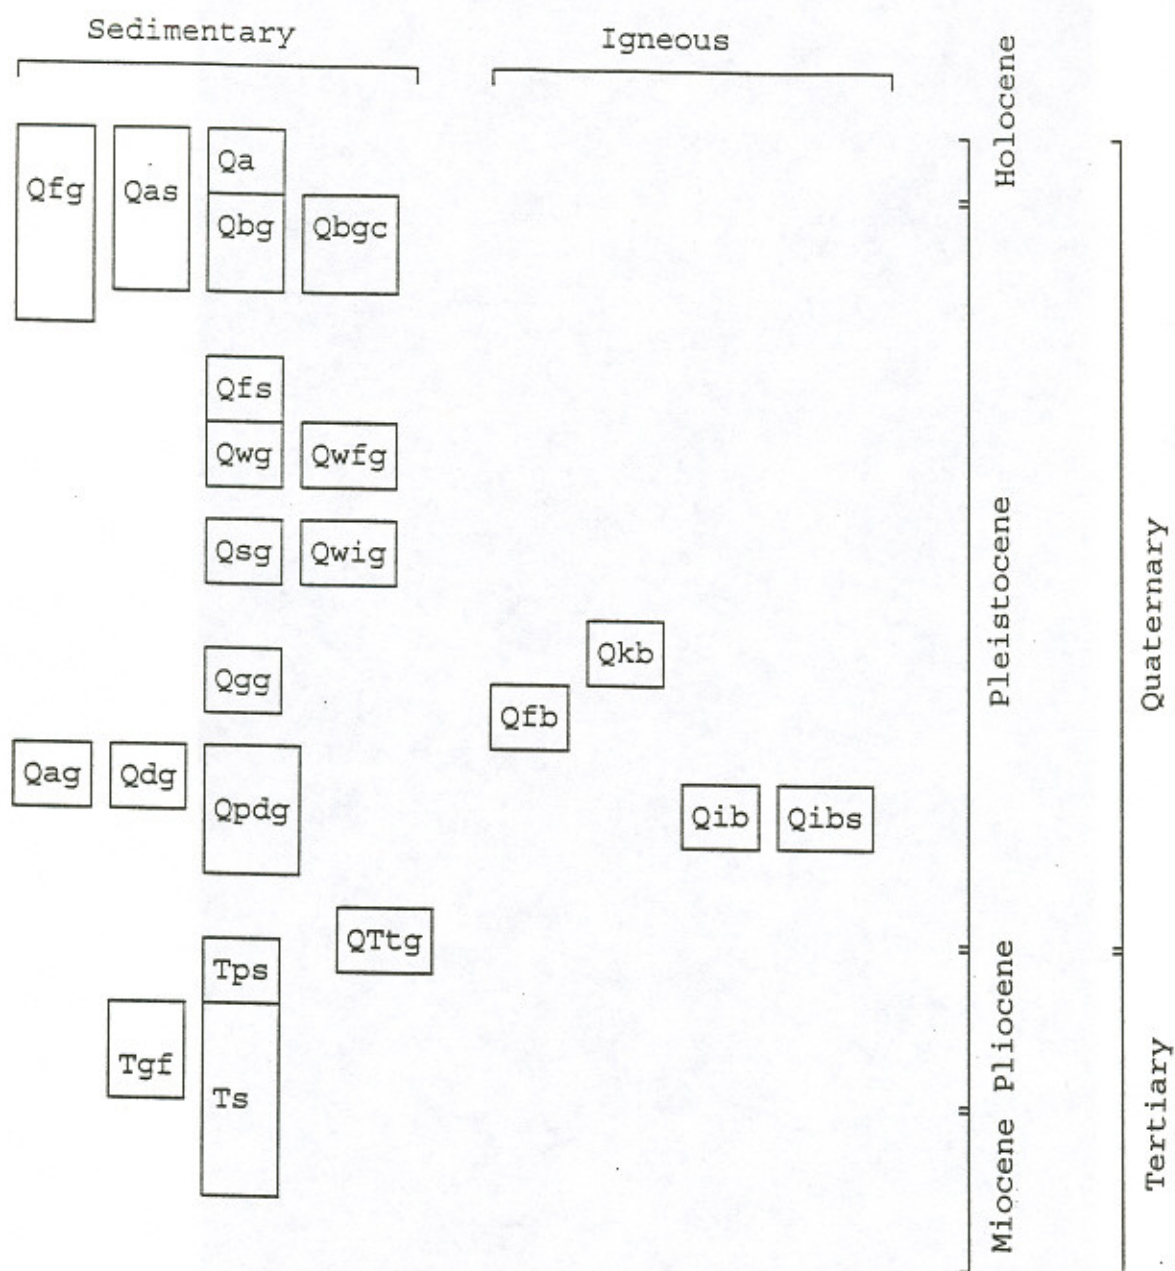 Sedimentary
Igneous
Holocene
Qfg
Qas
Qa
Qbg
Qbgc
Qfs
Qwg
Qwfg
Qsg
Qwig
Pleistocene
Quaternary
Qkb
Qgg
Qfb
Qag
Qdg
Qpdg
Qib
Qibs
QTtg
Tps
Pliocene
Tgf
Ts
Miocene
Tertiary